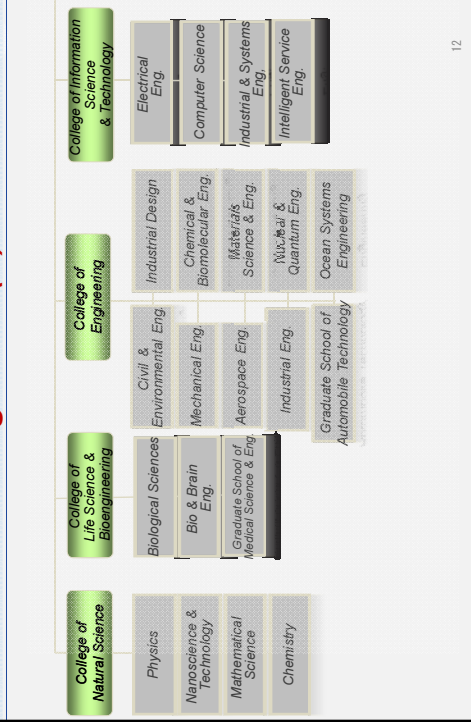 College of
Natural Science
Physics
Nanoscience &
Technology
Mathematical
Science
Chemistry
College of
Life Science &
Bioengineering
Biological Sciences
Bio & Brain
Eng.
Graduate School of
Medical Science & Eng
College of
Engineering
Civil &
Environmental Eng.
Mechanical Eng.
Aerospace Eng.
Industrial Eng.
Graduate School of
Automobile Technology
Industrial Design
Chemical &
Biomolecular Eng.
Materials
Science & Eng.
Nuclear &
Quantum Eng.
Ocean Systems
Engineering
College of Information
Science
& Technology
Electrical
Eng.
Computer Science
Industrial & Systems
Eng,
Intelligent Service
Eng.
12